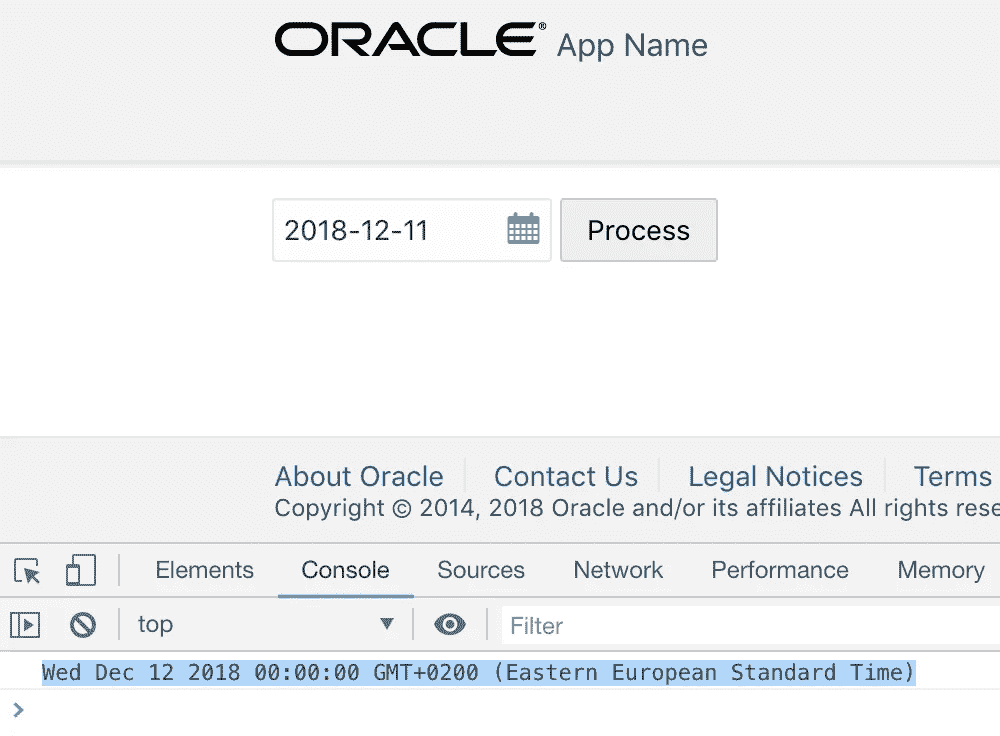 ORACLE® App Name
2018-12-11 Process
About Oracle Contact Us Legal Notices Terms
Copyright © 2014, 2018 Oracle and/or its affiliates All rights rese
Elements Console Sources Network Performance Memory
top Filter
Wed Dec 12 2018 00:00:00 GMT+0200 (Eastern European Standard Time)